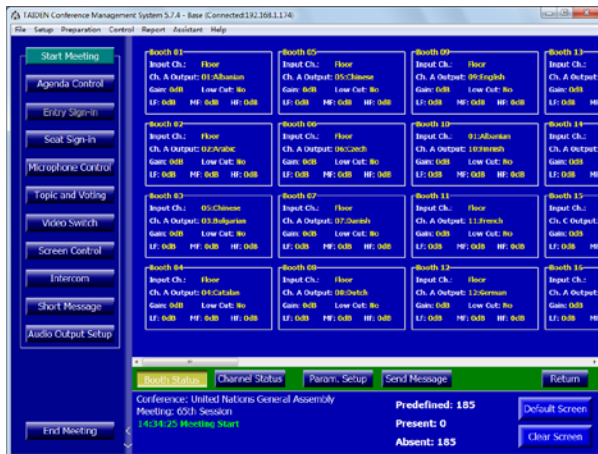 TAIDEN Conference Management System 5.7.4 - Base (Connected:192.168.1.174)
File Setup Preparation Control Report Assistant Help
Start Meeting
Agenda Control
Entry Sign-in
Seat Sign-in
Microphone Control
Topic and Voting
Video Switch
Screen Control
Intercom
Short Message
Audio Output Setup
End Meeting
Booth 01
Input Ch.: Floor
Ch. A Output: 01:Albanian
Gain: 0dB Low Cut: No
LF: 0dB MF: 0dB HF: 0dB
Booth 05
Input Ch.: Floor
Ch. A Output: 05:Chinese
Gain: 0dB Low Cut: No
LF: 0dB MF: 0dB HF: 0dB
Booth 09
Input Ch.: Floor
Ch. A Output: 09:English
Gain: 0dB Low Cut: No
LF: 0dB MF: 0dB HF: 0dB
Booth 13
Input Ch.:
Ch. A Output:
Gain: 0dB
LF: 0dB
Booth 02
Input Ch.: Floor
Ch. A Output: 02:Arabic
Gain: 0dB Low Cut: No
LF: 0dB MF: 0dB HF: 0dB
Booth 06
Input Ch.: Floor
Ch. A Output: 06:Czech
Gain: 0dB Low Cut: No
LF: 0dB MF: 0dB HF: 0dB
Booth 10
Input Ch.: 01:Albanian
Ch. A Output: 10:Finnish
Gain: 0dB Low Cut: No
LF: 0dB MF: 0dB HF: 0dB
Booth 14
Input Ch.:
Ch. A Output:
Gain: 0dB
LF: 0dB
Booth 03
Input Ch.: 05:Chinese
Ch. A Output: 03:Bulgarian
Gain: 0dB Low Cut: No
LF: 0dB MF: 0dB HF: 0dB
Booth 07
Input Ch.: Floor
Ch. A Output: 07:Danish
Gain: 0dB Low Cut: No
LF: 0dB MF: 0dB HF: 0dB
Booth 11
Input Ch.: Floor
Ch. A Output: 11:French
Gain: 0dB Low Cut: No
LF: 0dB MF: 0dB HF: 0dB
Booth 15
Input Ch.:
Ch. C Output:
Gain: 0dB
LF: 0dB
Booth 04
Input Ch.: Floor
Ch. A Output: 04:Catalan
Gain: 0dB Low Cut: No
LF: 0dB MF: 0dB HF: 0dB
Booth 08
Input Ch.: Floor
Ch. A Output: 08:Dutch
Gain: 0dB Low Cut: No
LF: 0dB MF: 0dB HF: 0dB
Booth 12
Input Ch.: Floor
Ch. A Output: 12:German
Gain: 0dB Low Cut: No
LF: 0dB MF: 0dB HF: 0dB
Booth 16
Input Ch.:
Ch. A Output:
Gain: 0dB
LF: 0dB
Booth Status Channel Status Param. Setup Send Message Return
Conference: United Nations General Assembly
Meeting: 65th Session
14:34:25 Meeting Start
Predefined: 185
Present: 0
Absent: 185
Default Screen
Clear Screen